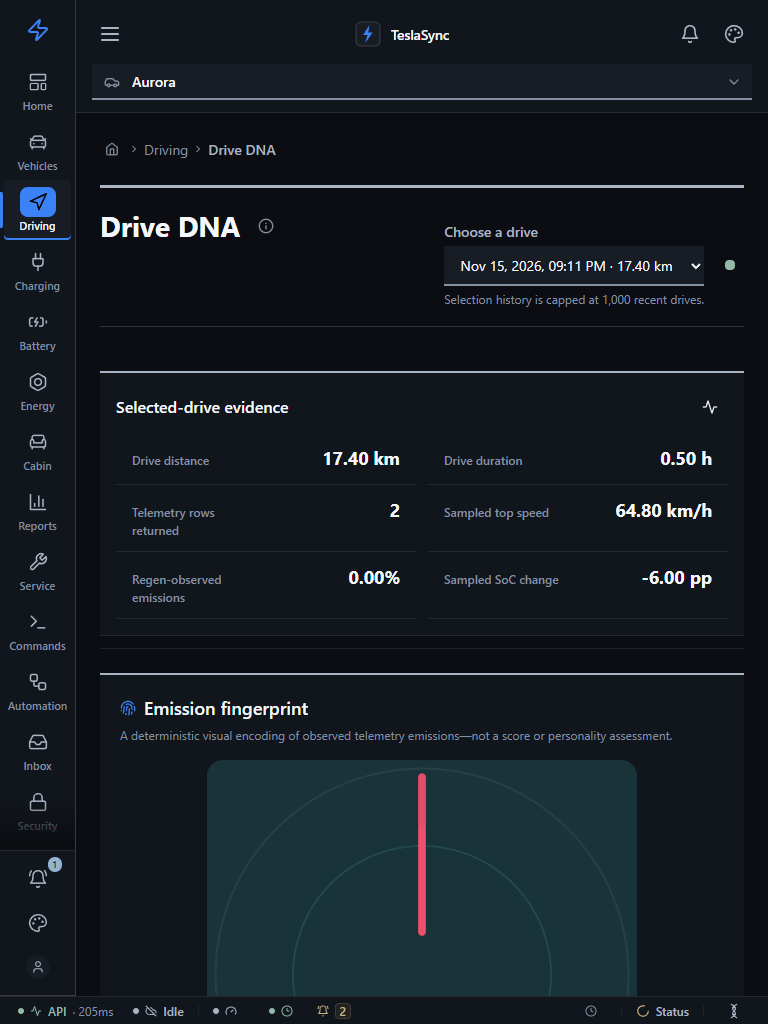 TeslaSync
Aurora
Home
Vehicles
Driving
Charging
Battery
Energy
Cabin
Reports
Service
Commands
Automation
Inbox
Security
1
Driving
Drive DNA
Drive DNA
Choose a drive
Nov 15, 2026, 09:11 PM · 17.40 km
Selection history is capped at 1,000 recent drives.
Selected-drive evidence
Drive distance
17.40 km
Drive duration
0.50 h
Telemetry rows
returned
2
Sampled top speed
64.80 km/h
Regen-observed
emissions
0.00%
Sampled SoC change
-6.00 pp
Emission fingerprint
A deterministic visual encoding of observed telemetry emissions—not a score or personality assessment.
API · 205ms
Idle
2
Status